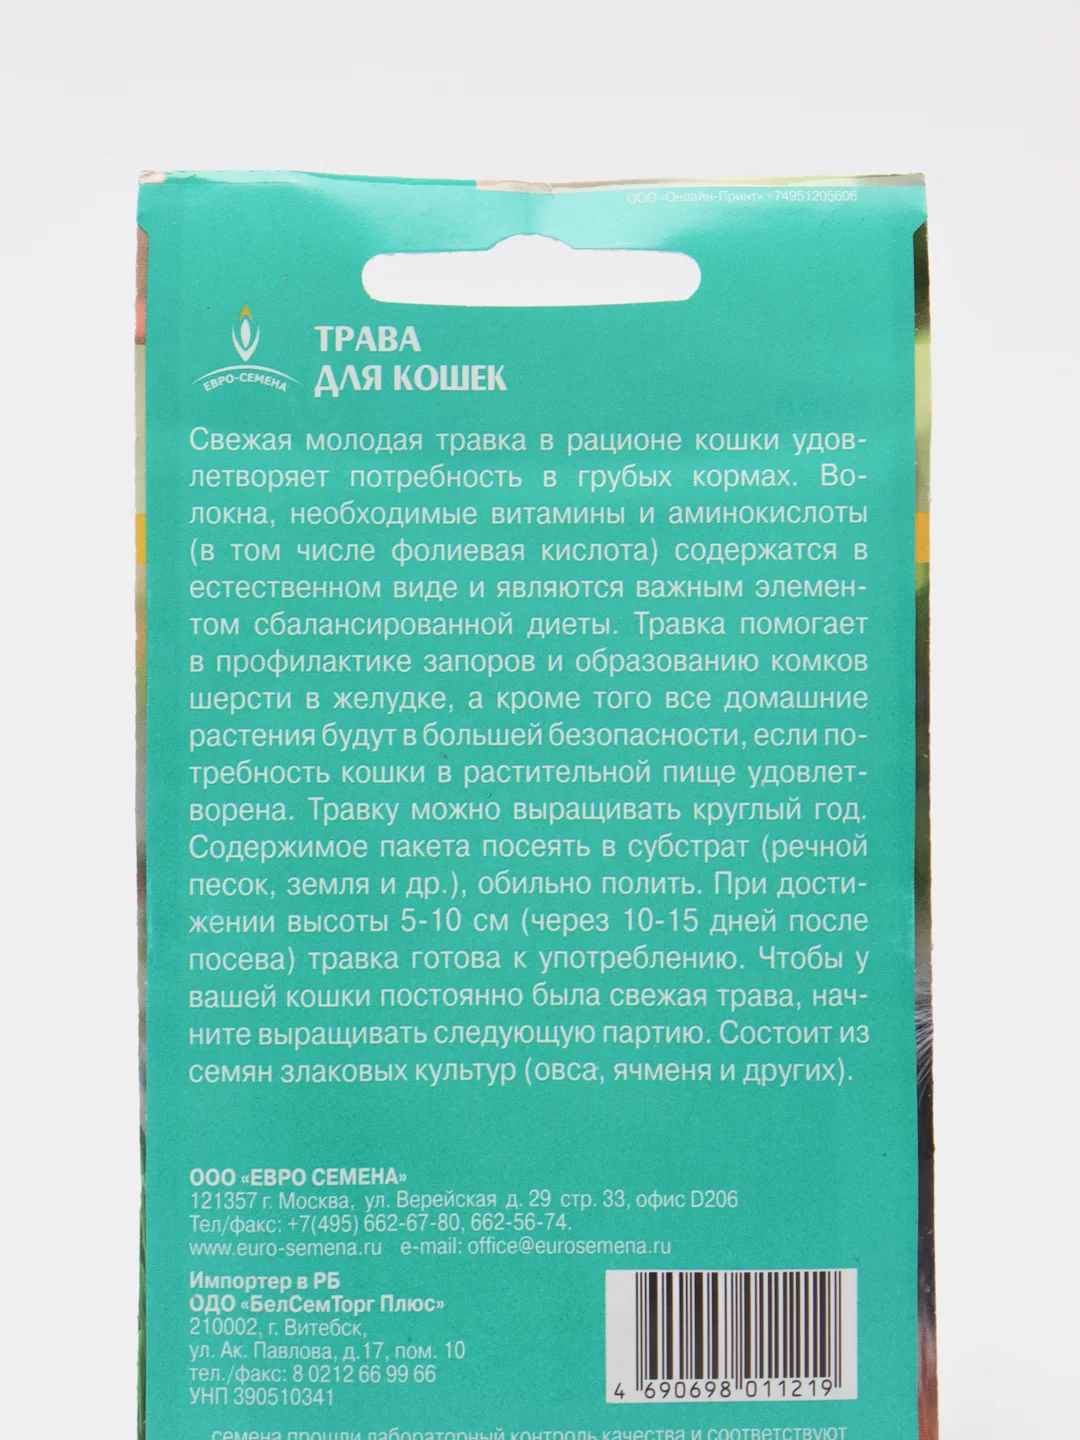 ООО «Онлайн-Принт» +74951205606
ЕВРО-СЕМЕНА
ТРАВА
ДЛЯ КОШЕК
Свежая молодая травка в рационе кошки удов-
летворяет потребность в грубых кормах. Во-
локна, необходимые витамины и аминокислоты
(в том числе фолиевая кислота) содержатся в
естественном виде и являются важным элемен-
том сбалансированной диеты. Травка помогает
в профилактике запоров и образованию комков
шерсти в желудке, а кроме того все домашние
растения будут в большей безопасности, если по-
требность кошки в растительной пище удовлет-
ворена. Травку можно выращивать круглый год.
Содержимое пакета посеять в субстрат (речной
песок, земля и др.), обильно полить. При дости-
жении высоты 5-10 см (через 10-15 дней после
посева) травка готова к употреблению. Чтобы у
вашей кошки постоянно была свежая трава, нач-
ните выращивать следующую партию. Состоит из
семян злаковых культур (овса, ячменя и других).
ООО «ЕВРО СЕМЕНА»
121357 г. Москва, ул. Верейская д. 29 стр. 33, офис D206
Тел/факс: +7(495) 662-67-80, 662-56-74.
www.euro-semena.ru e-mail: office@eurosemena.ru
Импортер в РБ
ОДО «БелСемТорг Плюс»
210002, г. Витебск,
ул. Ак. Павлова, д.17, пом. 10
тел./факс: 8 0212 66 99 66
УНП 390510341
4 690698 011219
семена прошли лабораторный контроль качества и соответствуют